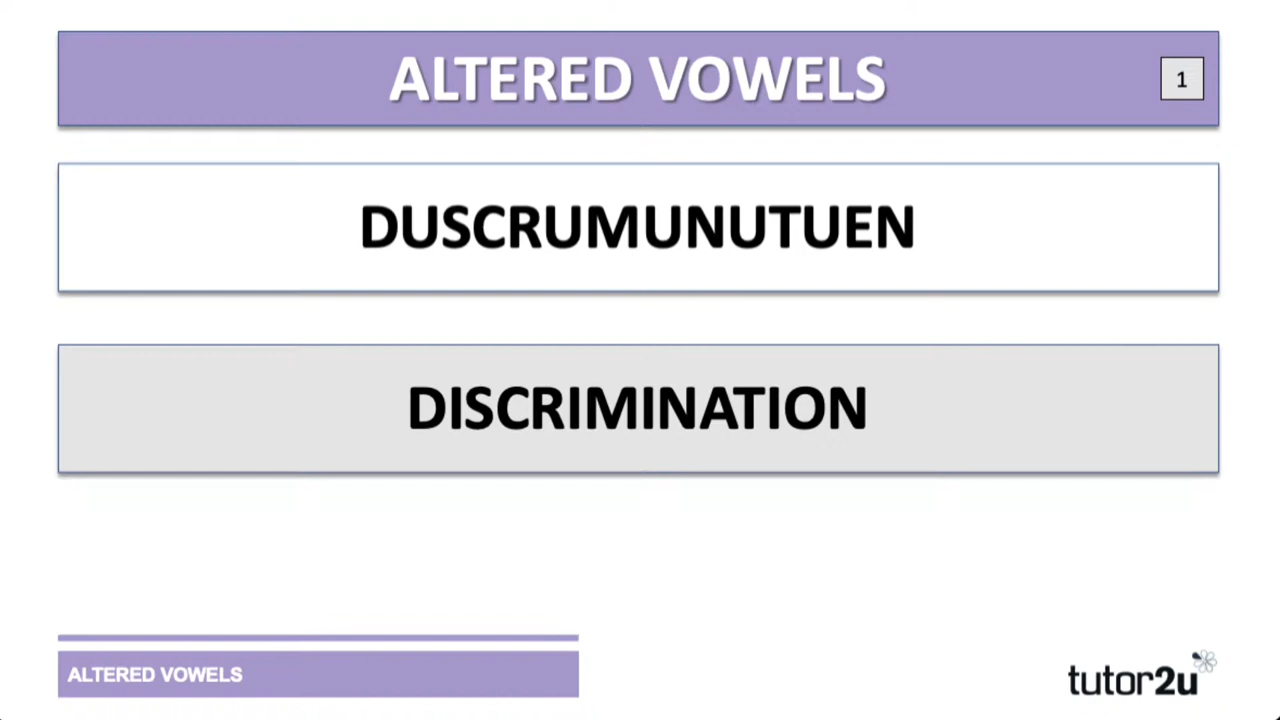 ALTERED VOWELS
1
DUSCRUMUNUTUEN
DISCRIMINATION
ALTERED VOWELS
tutor2u